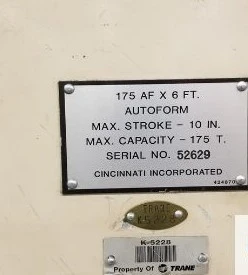 175 AF X 6 FT.
AUTOFORM
MAX. STROKE – 10 IN.
MAX. CAPACITY – 175 T.
SERIAL NO. 52629
CINCINNATI INCORPORATED
K-5228
Property Of TRANE